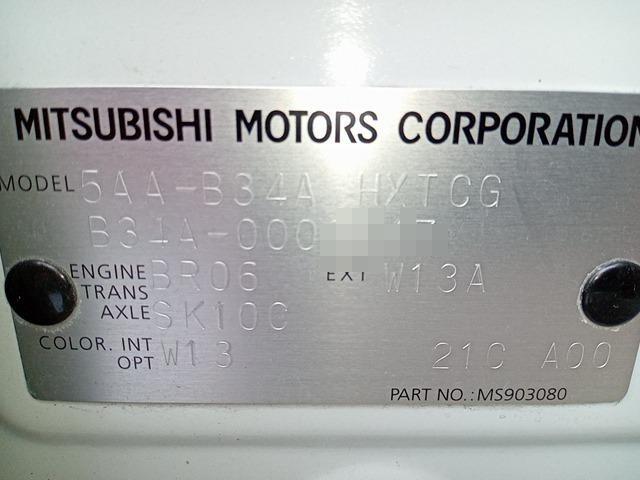 MITSUBISHI MOTORS CORPORATION
MODEL 5AA-B34A HXTCG
B34A-000
ENGINE BR06 EXT W13A
TRANS
AXLE SK10C
COLOR. INT W13 21C A00
OPT
PART NO.:MS903080